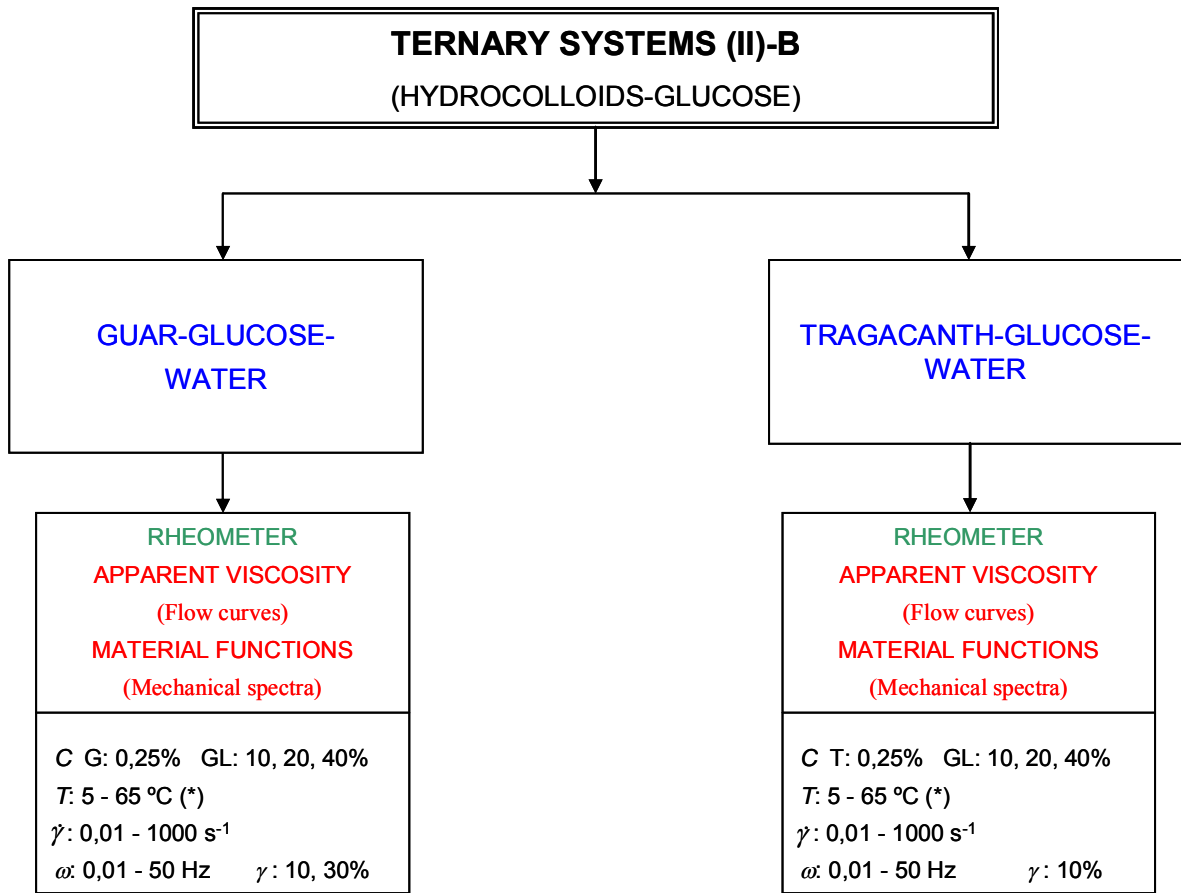 TERNARY SYSTEMS (II)-B
(HYDROCOLLOIDS-GLUCOSE)
GUAR-GLUCOSE-
WATER
RHEOMETER
APPARENT VISCOSITY
(Flow curves)
MATERIAL FUNCTIONS
(Mechanical spectra)
C G: 0,25% GL: 10, 20, 40%
T: 5 - 65 ºC (*)
γ̇: 0,01 - 1000 s⁻¹
ω: 0,01 - 50 Hz γ: 10, 30%
TRAGACANTH-GLUCOSE-
WATER
RHEOMETER
APPARENT VISCOSITY
(Flow curves)
MATERIAL FUNCTIONS
(Mechanical spectra)
C T: 0,25% GL: 10, 20, 40%
T: 5 - 65 ºC (*)
γ̇: 0,01 - 1000 s⁻¹
ω: 0,01 - 50 Hz γ: 10%